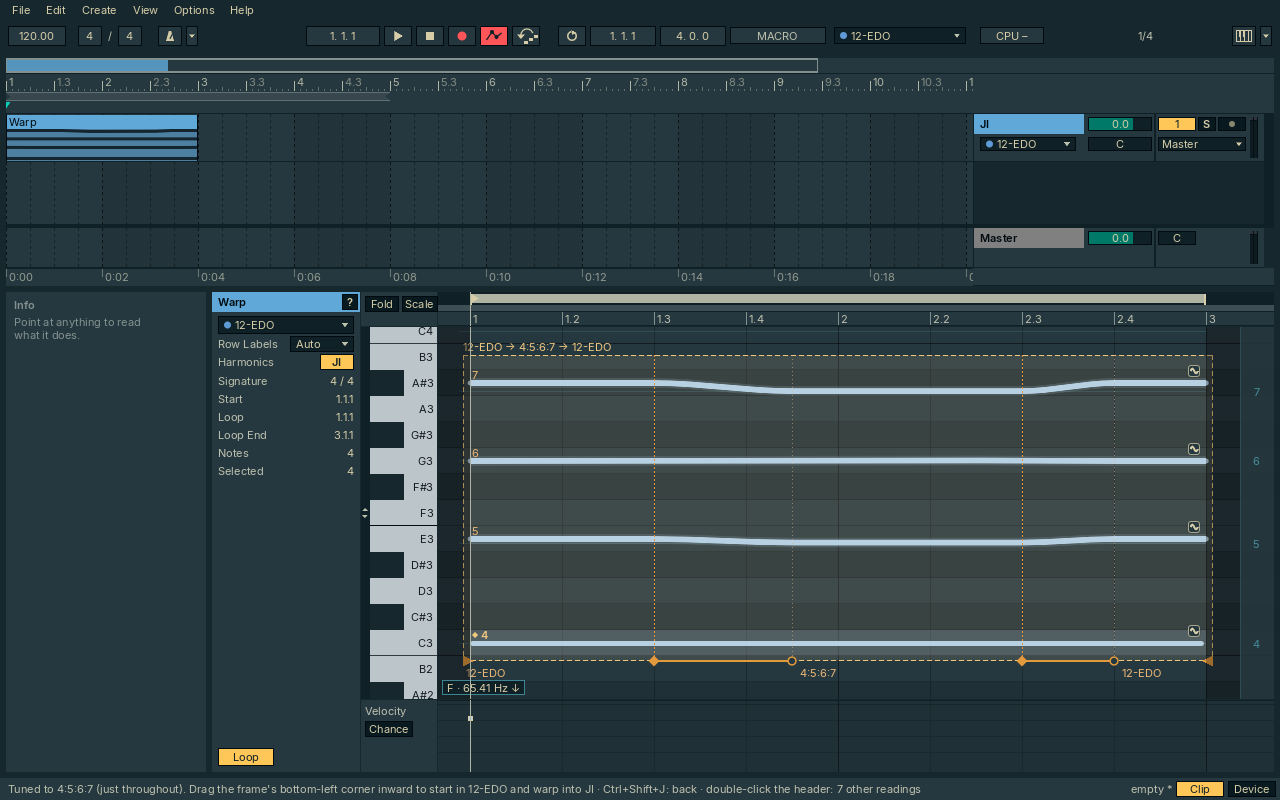 File Edit Create View Options Help
120.00 4 / 4 1. 1. 1 1. 1. 1 4. 0. 0 MACRO 12-EDO CPU – 1/4
1 1.3 2 2.3 3 3.3 4 4.3 5 5.3 6 6.3 7 7.3 8 8.3 9 9.3 10 10.3 1
Warp
JI 0.0 1 S
12-EDO C Master
Master 0.0 C
0:00 0:02 0:04 0:06 0:08 0:10 0:12 0:14 0:16 0:18
Info
Point at anything to read
what it does.
Warp ?
12-EDO
Row Labels Auto
Harmonics JI
Signature 4 / 4
Start 1.1.1
Loop 1.1.1
Loop End 3.1.1
Notes 4
Selected 4
Loop
Fold Scale
1 1.2 1.3 1.4 2 2.2 2.3 2.4 3
C4
12-EDO → 4:5:6:7 → 12-EDO
B3
7
A#3
7
A3
G#3
6
G3 6
F#3
F3
5
E3 5
D#3
D3
C#3
4
C3 4
B2 12-EDO 4:5:6:7 12-EDO
A#2 F · 65.41 Hz ↓
Velocity
Chance
Tuned to 4:5:6:7 (just throughout). Drag the frame's bottom-left corner inward to start in 12-EDO and warp into JI · Ctrl+Shift+J: back · double-click the header: 7 other readings empty * Clip Device